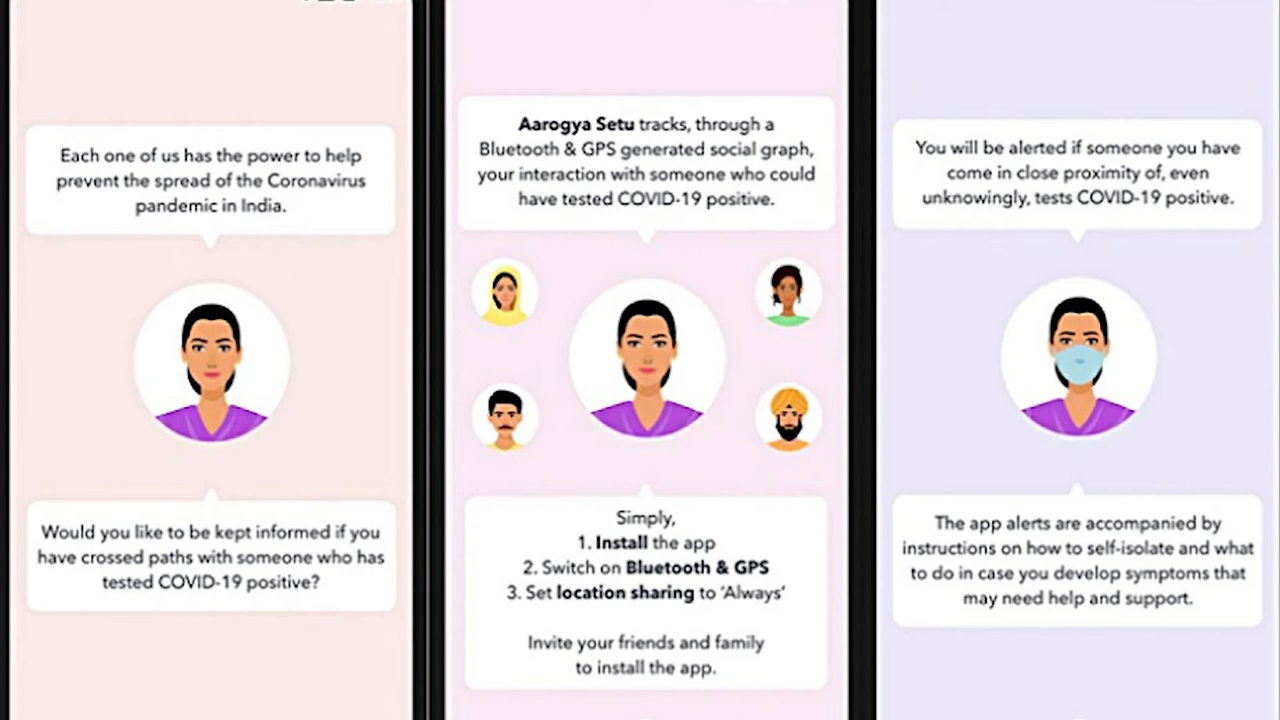 Each one of us has the power to help
prevent the spread of the Coronavirus
pandemic in India.
Would you like to be kept informed if you
have crossed paths with someone who has
tested COVID-19 positive?
Aarogya Setu tracks, through a
Bluetooth & GPS generated social graph,
your interaction with someone who could
have tested COVID-19 positive.
Simply,
1. Install the app
2. Switch on Bluetooth & GPS
3. Set location sharing to ‘Always’
Invite your friends and family
to install the app.
You will be alerted if someone you have
come in close proximity of, even
unknowingly, tests COVID-19 positive.
The app alerts are accompanied by
instructions on how to self-isolate and what
to do in case you develop symptoms that
may need help and support.